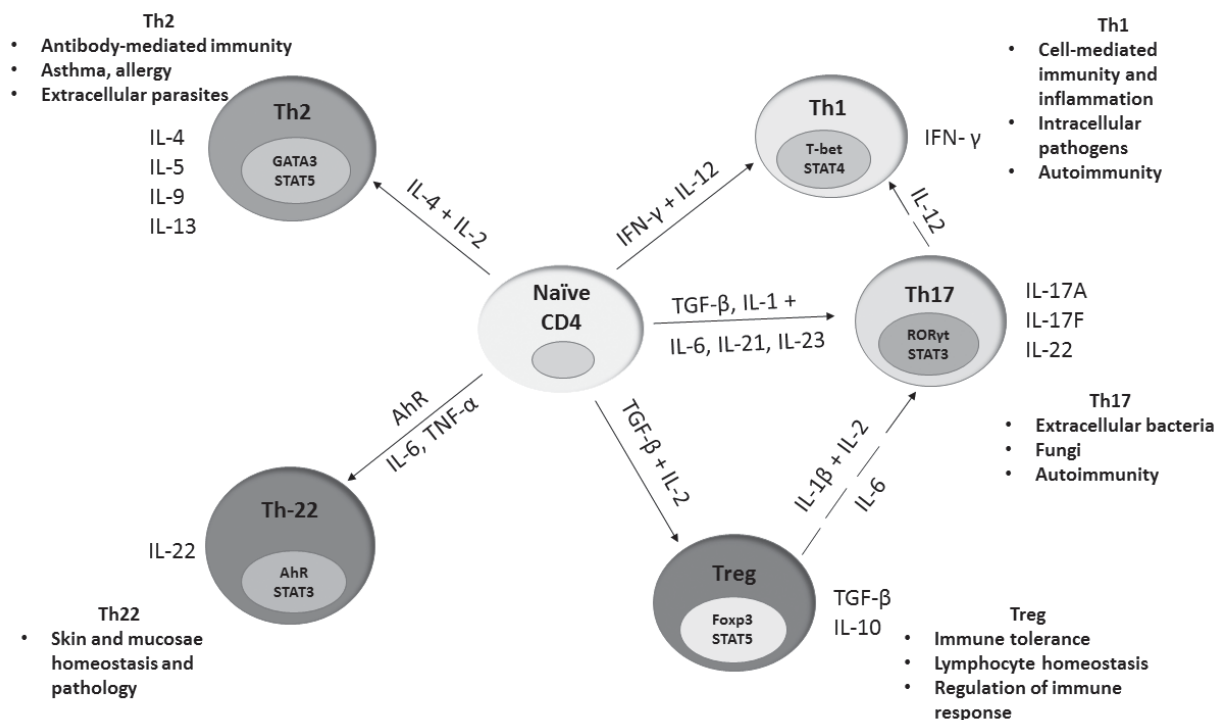 Th2
• Antibody-mediated immunity
• Asthma, allergy
• Extracellular parasites
Th2
GATA3
STAT5
IL-4
IL-5
IL-9
IL-13
IL-4 + IL-2
Th1
• Cell-mediated
immunity and
inflammation
• Intracellular
pathogens
• Autoimmunity
Th1
T-bet
STAT4
IFN- γ
IFN-γ + IL-12
IL-12
Naïve
CD4
TGF-β, IL-1 +
IL-6, IL-21, IL-23
Th17
RORγt
STAT3
IL-17A
IL-17F
IL-22
Th17
• Extracellular bacteria
• Fungi
• Autoimmunity
AhR
IL-6, TNF-α
TGF-β + IL-2
IL-1β + IL-2
IL-6
Th-22
AhR
STAT3
IL-22
Th22
• Skin and mucosae
homeostasis and
pathology
Treg
Foxp3
STAT5
TGF-β
IL-10
Treg
• Immune tolerance
• Lymphocyte homeostasis
• Regulation of immune
response